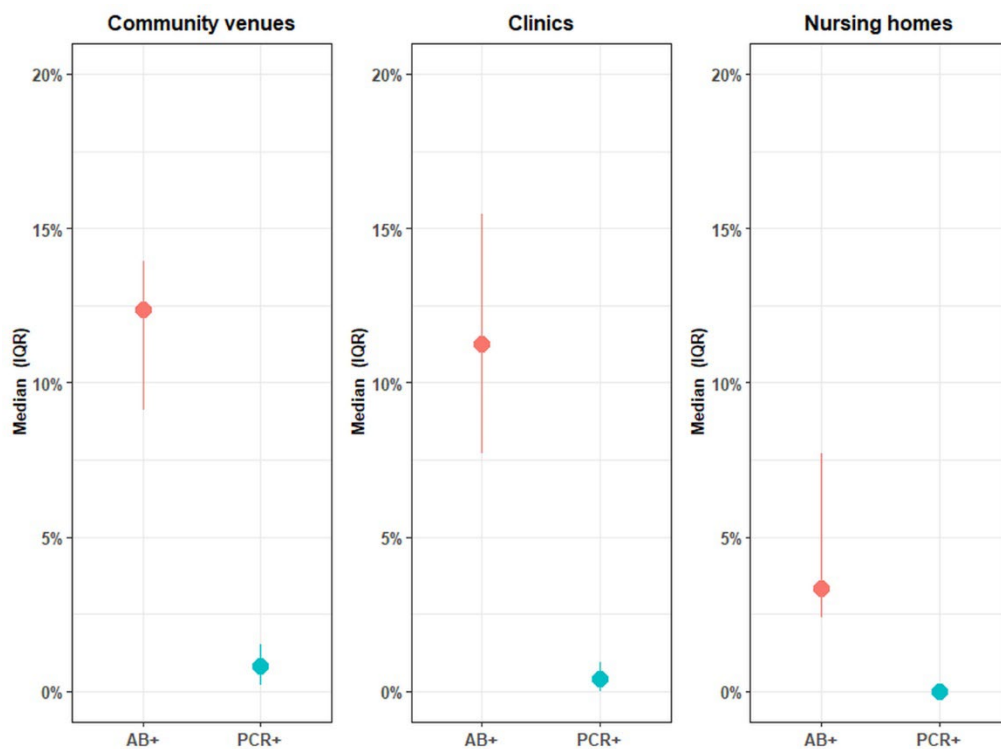 Community venues
Clinics
Nursing homes
Median (IQR)
20%
15%
10%
5%
0%
AB+
PCR+
Median (IQR)
20%
15%
10%
5%
0%
AB+
PCR+
Median (IQR)
20%
15%
10%
5%
0%
AB+
PCR+